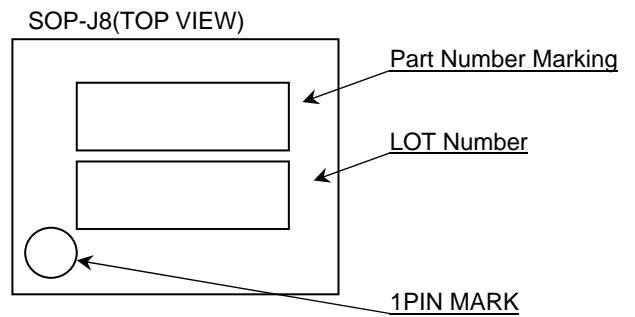 SOP-J8(TOP VIEW)
Part Number Marking
LOT Number
1PIN MARK